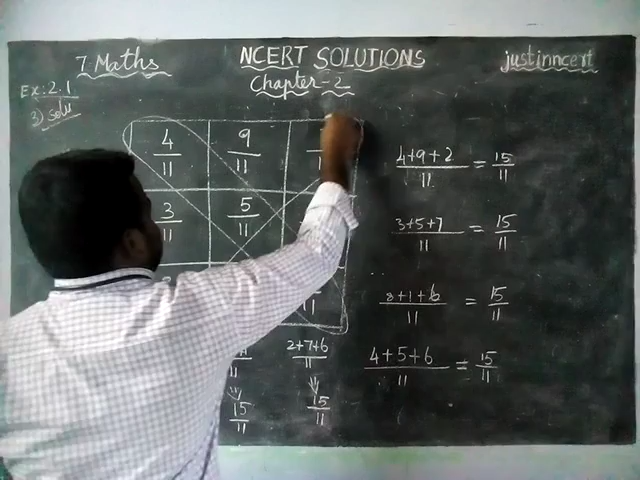 7 Maths NCERT SOLUTIONS justinncert
Chapter-2
Ex: 2.1
3) Solu
4/11 9/11
3/11 5/11
4+9+2/11 = 15/11
3+5+7/11 = 15/11
8+1+6/11 = 15/11
4+5+6/11 = 15/11
2+7+6/11
15/11 15/11